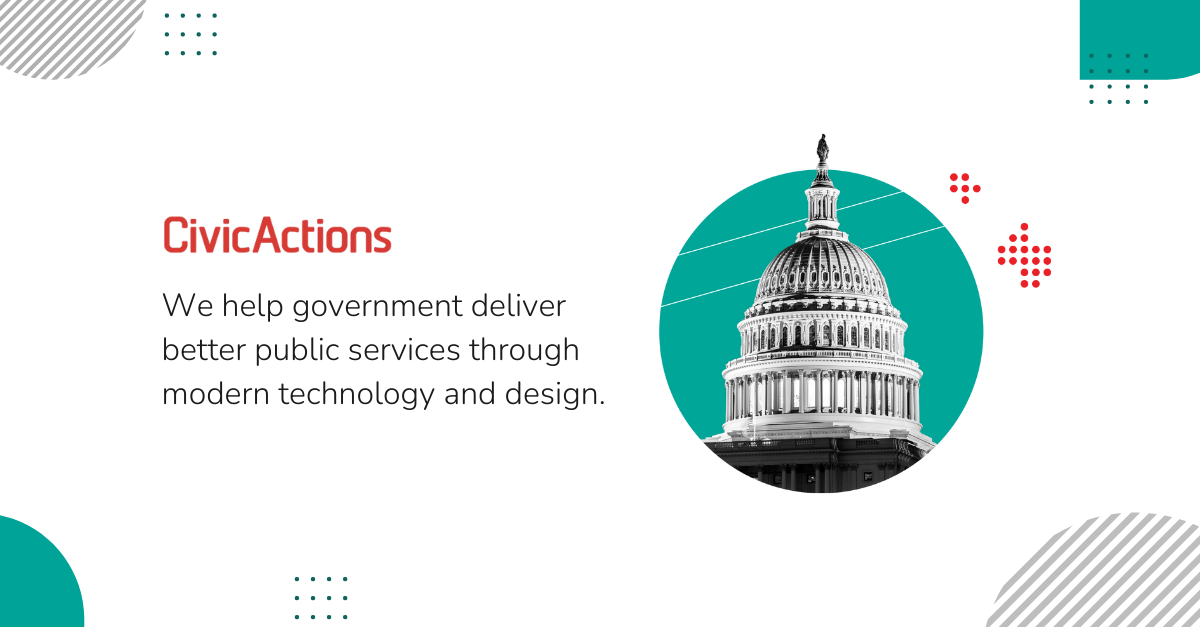 CivicActions
We help government deliver
better public services through
modern technology and design.